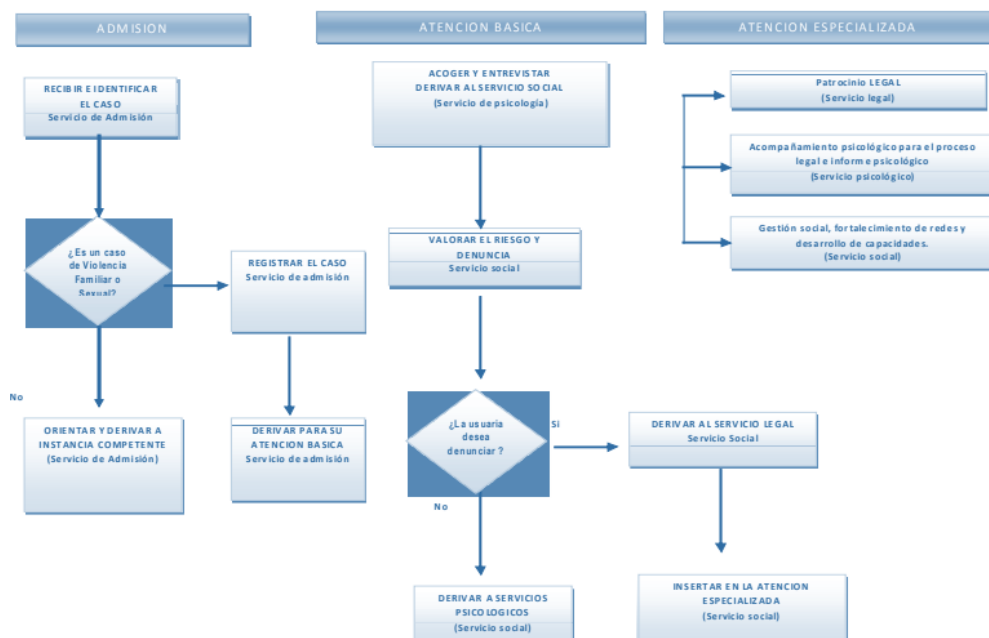 ADMISION
ATENCION BASICA
ATENCION ESPECIALIZADA
RECIBIR E IDENTIFICAR
EL CASO
Servicio de Admisión
¿Es un caso
de Violencia
Familiar o
Sexual?
REGISTRAR EL CASO
Servicio de admisión
No
ORIENTAR Y DERIVAR A
INSTANCIA COMPETENTE
(Servicio de Admisión)
DERIVAR PARA SU
ATENCION BASICA
Servicio de admisión
ACOGER Y ENTREVISTAR
DERIVAR AL SERVICIO SOCIAL
(Servicio de psicología)
VALORAR EL RIESGO Y
DENUNCIA
Servicio social
¿La usuaria
desea
denunciar ?
Si
No
DERIVAR AL SERVICIO LEGAL
Servicio Social
DERIVAR A SERVICIOS
PSICOLOGICOS
(Servicio social)
INSERTAR EN LA ATENCION
ESPECIALIZADA
(Servicio social)
Patrocinio LEGAL
(Servicio legal)
Acompañamiento psicológico para el proceso
legal e informe psicológico
(Servicio psicológico)
Gestión social, fortalecimiento de redes y
desarrollo de capacidades.
(Servicio social)